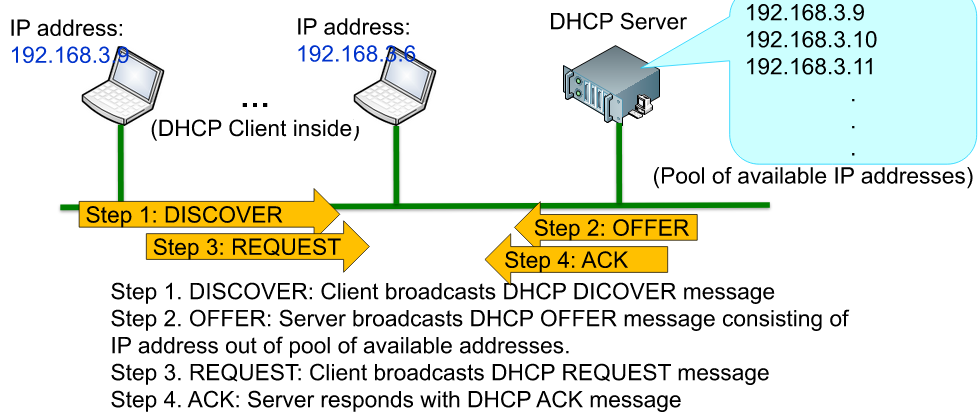 IP address:
192.168.3.9
IP address:
192.168.3.6
DHCP Server
192.168.3.9
192.168.3.10
192.168.3.11
.
.
.
...
(DHCP Client inside)
(Pool of available IP addresses)
Step 1: DISCOVER
Step 2: OFFER
Step 3: REQUEST
Step 4: ACK
Step 1. DISCOVER: Client broadcasts DHCP DICOVER message
Step 2. OFFER: Server broadcasts DHCP OFFER message consisting of
IP address out of pool of available addresses.
Step 3. REQUEST: Client broadcasts DHCP REQUEST message
Step 4. ACK: Server responds with DHCP ACK message